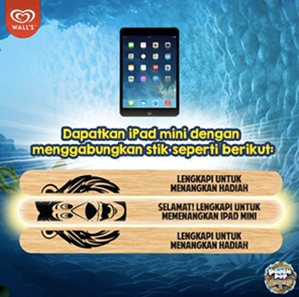 WALL'S
Dapatkan iPad mini dengan
menggabungkan stik seperti berikut:
LENGKAPI UNTUK
MENANGKAN HADIAH
SELAMAT! LENGKAPI UNTUK
MEMENANGKAN IPAD MINI
LENGKAPI UNTUK
MENANGKAN HADIAH